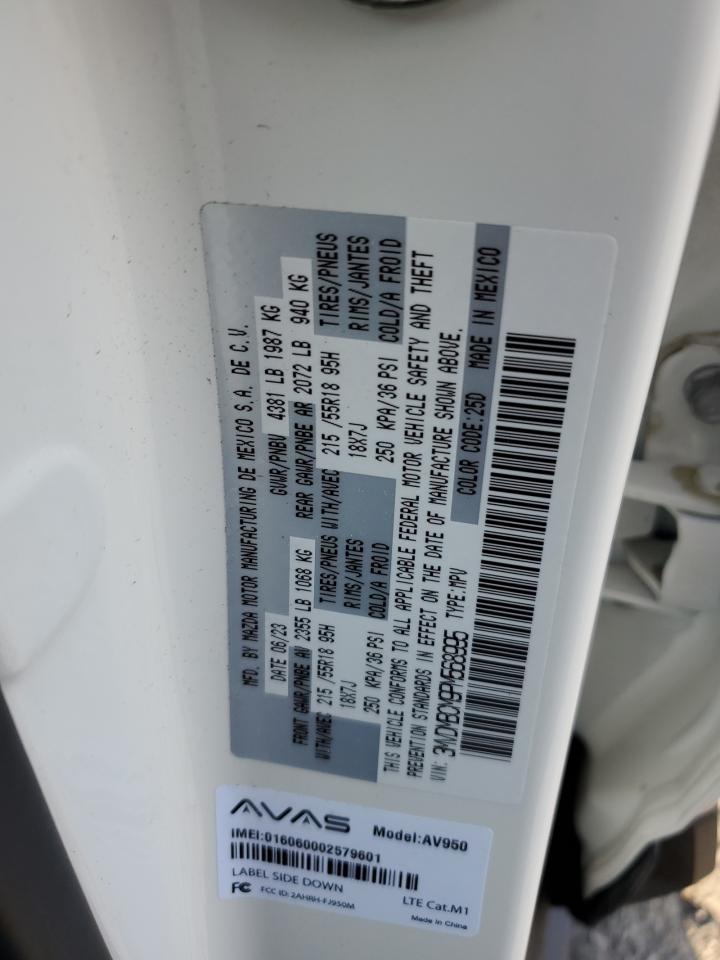 MFD. BY MAZDA MOTOR MANUFACTURING DE MEXICO S.A. DE C.V.
DATE 06/23 GVWR/PNBV 4381 LB 1987 KG
FRONT GAWR/PNBE AV 2355 LB 1068 KG REAR GAWR/PNBE AR 2072 LB 940 KG
WITH/AVEC 215 /55R18 95H TIRES/PNEUS WITH/AVEC 215 /55R18 95H TIRES/PNEUS
18X7J RIMS/JANTES 18X7J RIMS/JANTES
250 KPA/36 PSI COLD/A FROID 250 KPA/36 PSI COLD/A FROID
THIS VEHICLE CONFORMS TO ALL APPLICABLE FEDERAL MOTOR VEHICLE SAFETY AND THEFT
PREVENTION STANDARDS IN EFFECT ON THE DATE OF MANUFACTURE SHOWN ABOVE.
VIN: 3MVDMBCM9PM568995 TYPE:MPV COLOR CODE:25D MADE IN MEXICO
AVAS Model:AV950
IMEI:016060002579601
LABEL SIDE DOWN LTE Cat.M1
FC FCC ID: 2AHRH-FJ950M Made in China